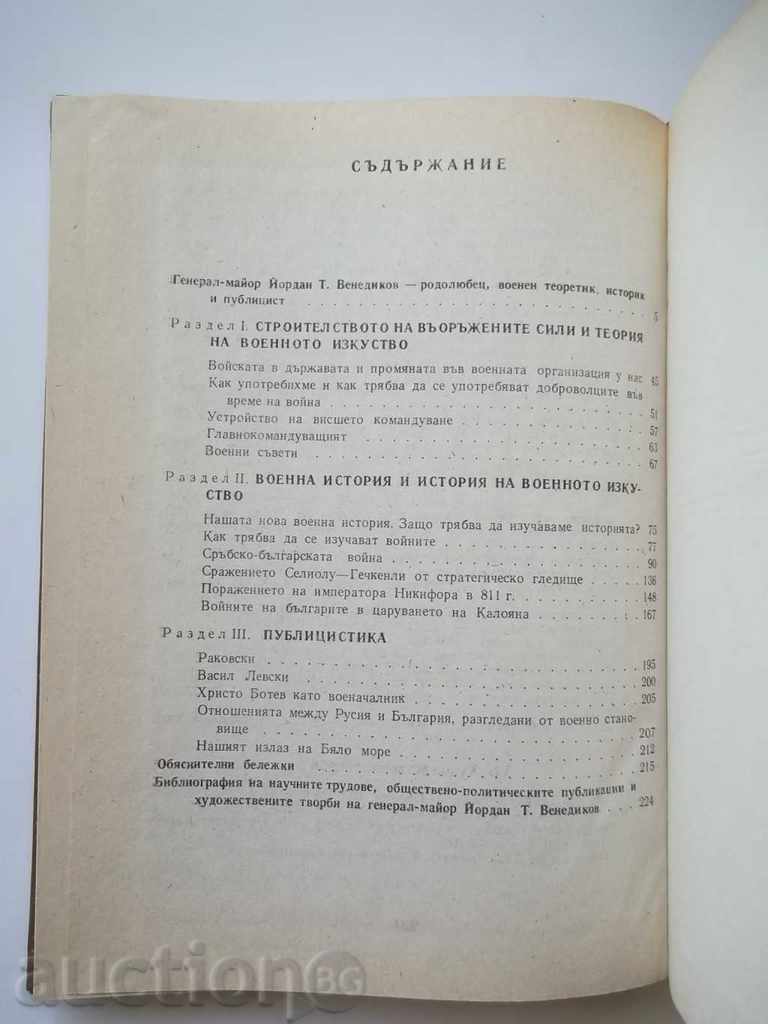 СЪДЪРЖАНИЕ
Генерал-майор Йордан Т. Венедиков — родолюбец, военен теоретик, историк
и публицист . . . . . . . . . . . . . . . . . . 5
Раздел I. СТРОИТЕЛСТВОТО НА ВЪОРЪЖЕНИТЕ СИЛИ И ТЕОРИЯ
НА ВОЕННОТО ИЗКУСТВО
Войската в държавата и промяната във военната организация у нас 45
Как употребихме и как трябва да се употребяват доброволците във
време на война . . . . . . . . . . . . . . . . 51
Устройство на висшето командуване . . . . . . . . . . 57
Главнокомандуващият . . . . . . . . . . . . . . 63
Военни съвети . . . . . . . . . . . . . . . . 67
Раздел II. ВОЕННА ИСТОРИЯ И ИСТОРИЯ НА ВОЕННОТО ИЗКУ-
СТВО
Нашата нова военна история. Защо трябва да изучаваме историята? 75
Как трябва да се изучават войните . . . . . . . . . . . 77
Сръбско-българската война . . . . . . . . . . . . . 90
Сражението Селиолу—Гечкенли от стратегическо гледище . . . . 136
Поражението на императора Никифора в 811 г. . . . . . . . 148
Войните на българите в царуването на Калояна . . . . . . . 167
Раздел III. ПУБЛИЦИСТИКА
Раковски . . . . . . . . . . . . . . . . . . 195
Васил Левски . . . . . . . . . . . . . . . . . 200
Христо Ботев като военачалник . . . . . . . . . . . . 205
Отношенията между Русия и България, разгледани от военно стано-
вище . . . . . . . . . . . . . . . . . . . 207
Нашият излаз на Бяло море . . . . . . . . . . . . . 212
Обяснителни бележки . . . . . . . . . . . . . . . . 215
Библиография на научните трудове, обществено-политическите публикации и
художествените творби на генерал-майор Йордан Т. Венедиков . . . 224
auctionBG